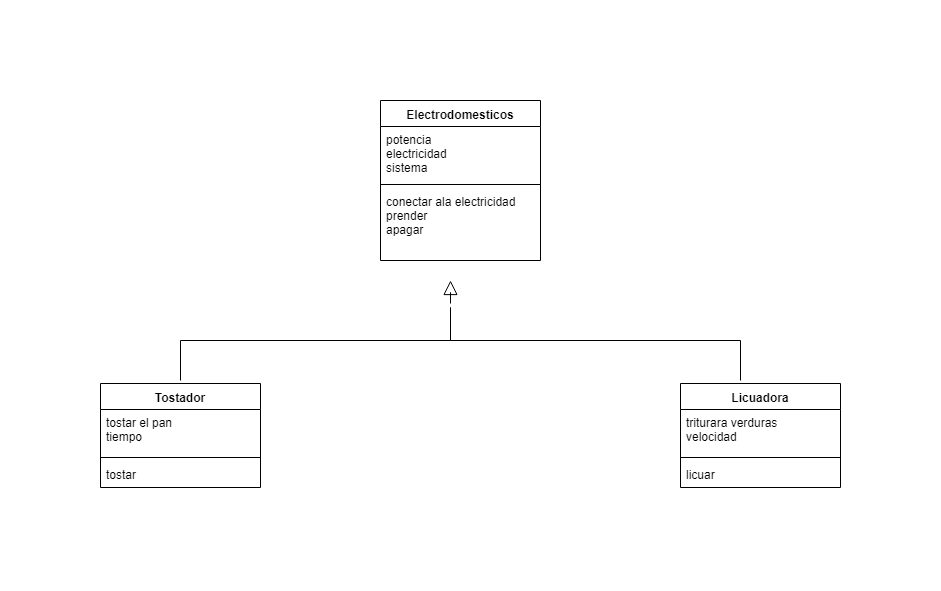 Electrodomesticos
potencia
electricidad
sistema
conectar ala electricidad
prender
apagar
Tostador
tostar el pan
tiempo
tostar
Licuadora
triturara verduras
velocidad
licuar